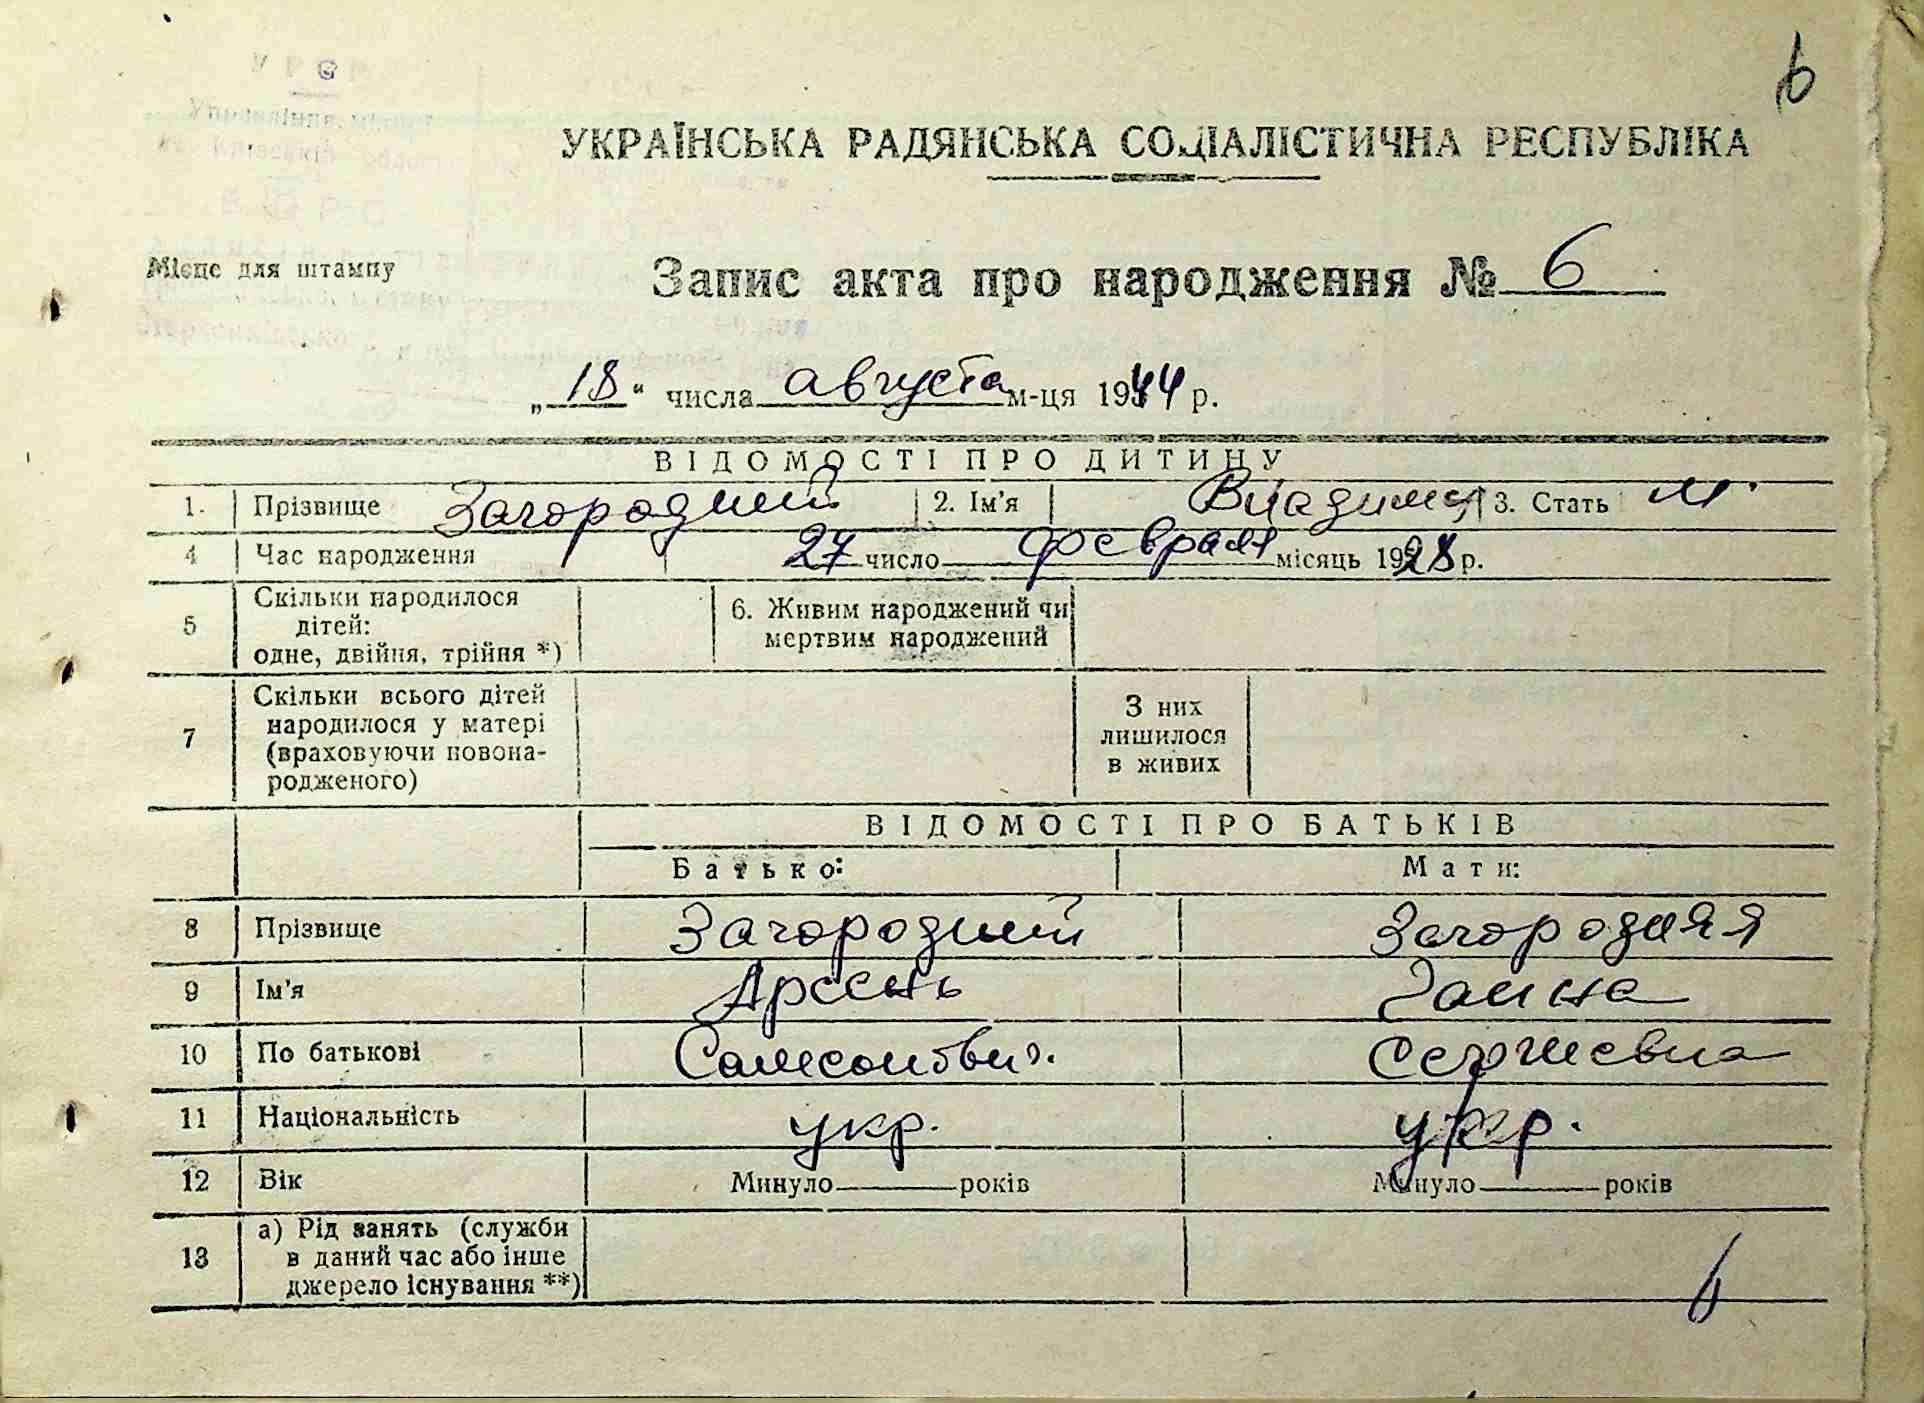 6
УКРАЇНСЬКА РАДЯНСЬКА СОЦІАЛІСТИЧНА РЕСПУБЛІКА
Місце для штампу
Запис акта про народження № 6
„18“ числа августа м-ця 1944 р.
ВІДОМОСТІ ПРО ДИТИНУ
1. Прізвище Загородний 2. Ім'я Владимир 3. Стать м.
4 Час народження 27 число февраля місяць 1928 р.
5 Скільки народилося дітей: одне, двійня, трійня *) 6. Живим народжений чи мертвим народжений
7 Скільки всього дітей народилося у матері (враховуючи новона-родженого) З них лишилося в живих
ВІДОМОСТІ ПРО БАТЬКІВ
Батько: Мати:
8 Прізвище Загородний Загородняя
9 Ім'я Арсень Ганна
10 По батькові Самсонович. Сергиевна
11 Національність укр. укр.
12 Вік Минуло років Минуло років
13 а) Рід занять (служби в даний час або інше джерело існування **)
6